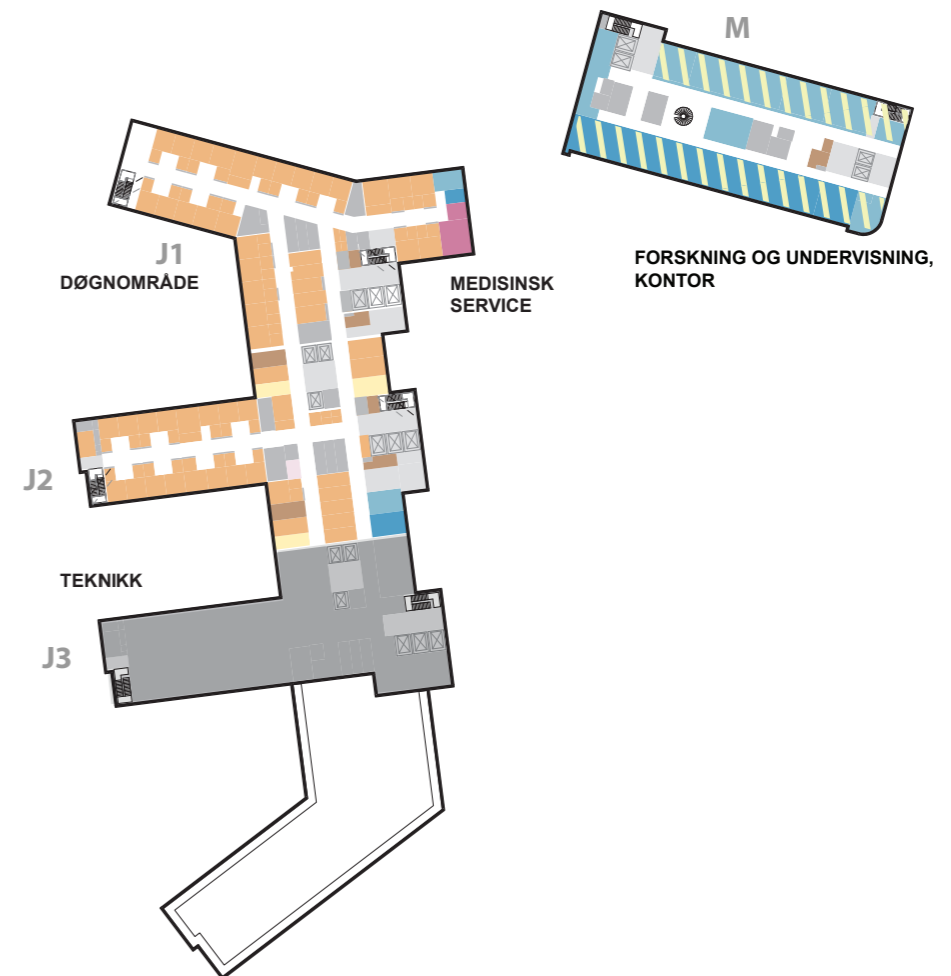 M
J1
DØGNOMRÅDE
MEDISINSK
SERVICE
FORSKNING OG UNDERVISNING,
KONTOR
J2
TEKNIKK
J3